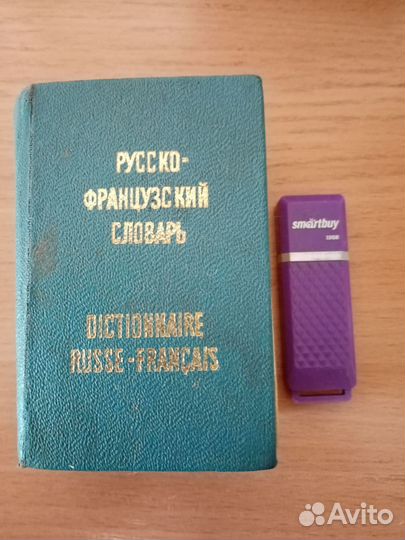 РУССКО-
ФРАНЦУЗСКИЙ
СЛОВАРЬ
DICTIONNAIRE
RUSSE-FRANÇAIS
smartbuy
Avito